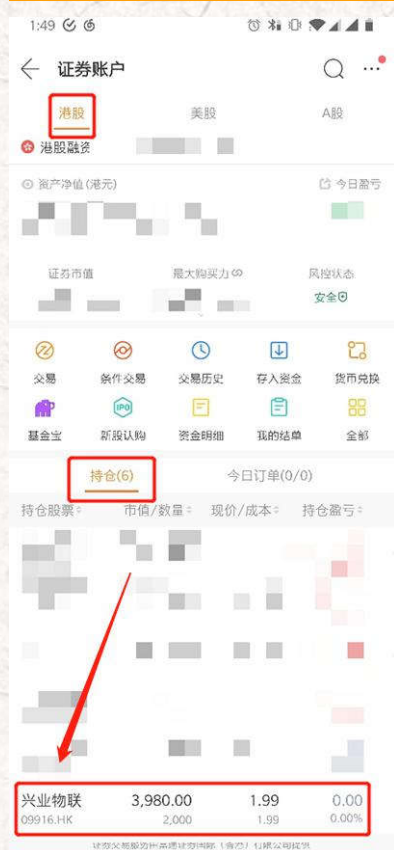 1:49
证券账户
港股 美股 A股
港股融资
资产净值(港元) 今日盈亏
证券市值 最大购买力 风控状态
安全
交易 条件交易 交易历史 存入资金 货币兑换
IPO
基金宝 新股认购 资金明细 我的结单 全部
持仓(6) 今日订单(0/0)
持仓股票 市值/数量 现价/成本 持仓盈亏
兴业物联 3,980.00 1.99 0.00
09916.HK 2,000 1.99 0.00%